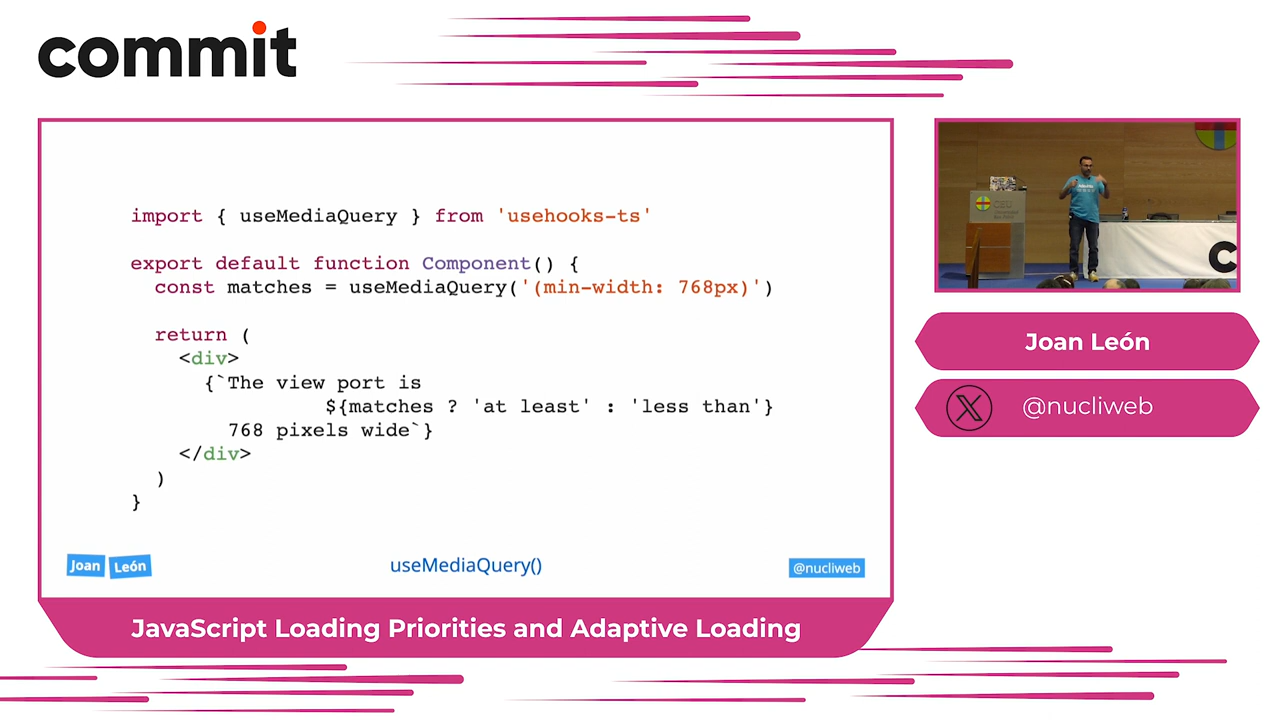 commit
import { useMediaQuery } from 'usehooks-ts'
export default function Component() {
const matches = useMediaQuery('(min-width: 768px)')
return (
<div>
{`The view port is
${matches ? 'at least' : 'less than'}
768 pixels wide`}
</div>
)
}
Joan León
useMediaQuery()
@nucliweb
JavaScript Loading Priorities and Adaptive Loading
Joan León
@nucliweb